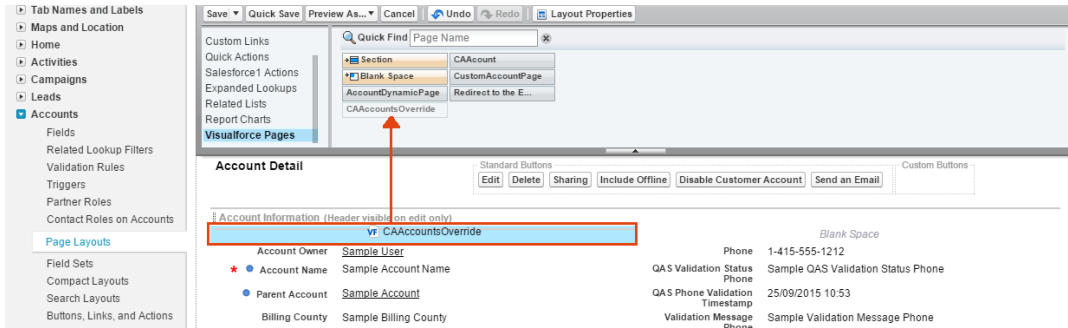 Tab Names and Labels
Maps and Location
Home
Activities
Campaigns
Leads
Accounts
Fields
Related Lookup Filters
Validation Rules
Triggers
Partner Roles
Contact Roles on Accounts
Page Layouts
Field Sets
Compact Layouts
Search Layouts
Buttons, Links, and Actions
Save Quick Save Preview As... Cancel Undo Redo Layout Properties
Custom Links
Quick Actions
Salesforce1 Actions
Expanded Lookups
Related Lists
Report Charts
Visualforce Pages
Quick Find Page Name
Section CAAcount
Blank Space CustomAccountPage
AccountDynamicPage Redirect to the E...
CAAccountsOverride
Account Detail
Standard Buttons
Edit Delete Sharing Include Offline Disable Customer Account Send an Email
Custom Buttons
Account Information (Header visible on edit only)
VF CAAccountsOverride
Blank Space
Account Owner Sample User Phone 1-415-555-1212
* Account Name Sample Account Name QAS Validation Status Phone Sample QAS Validation Status Phone
Parent Account Sample Account QAS Phone Validation Timestamp 25/09/2015 10:53
Billing County Sample Billing County Validation Message Phone Sample Validation Message Phone